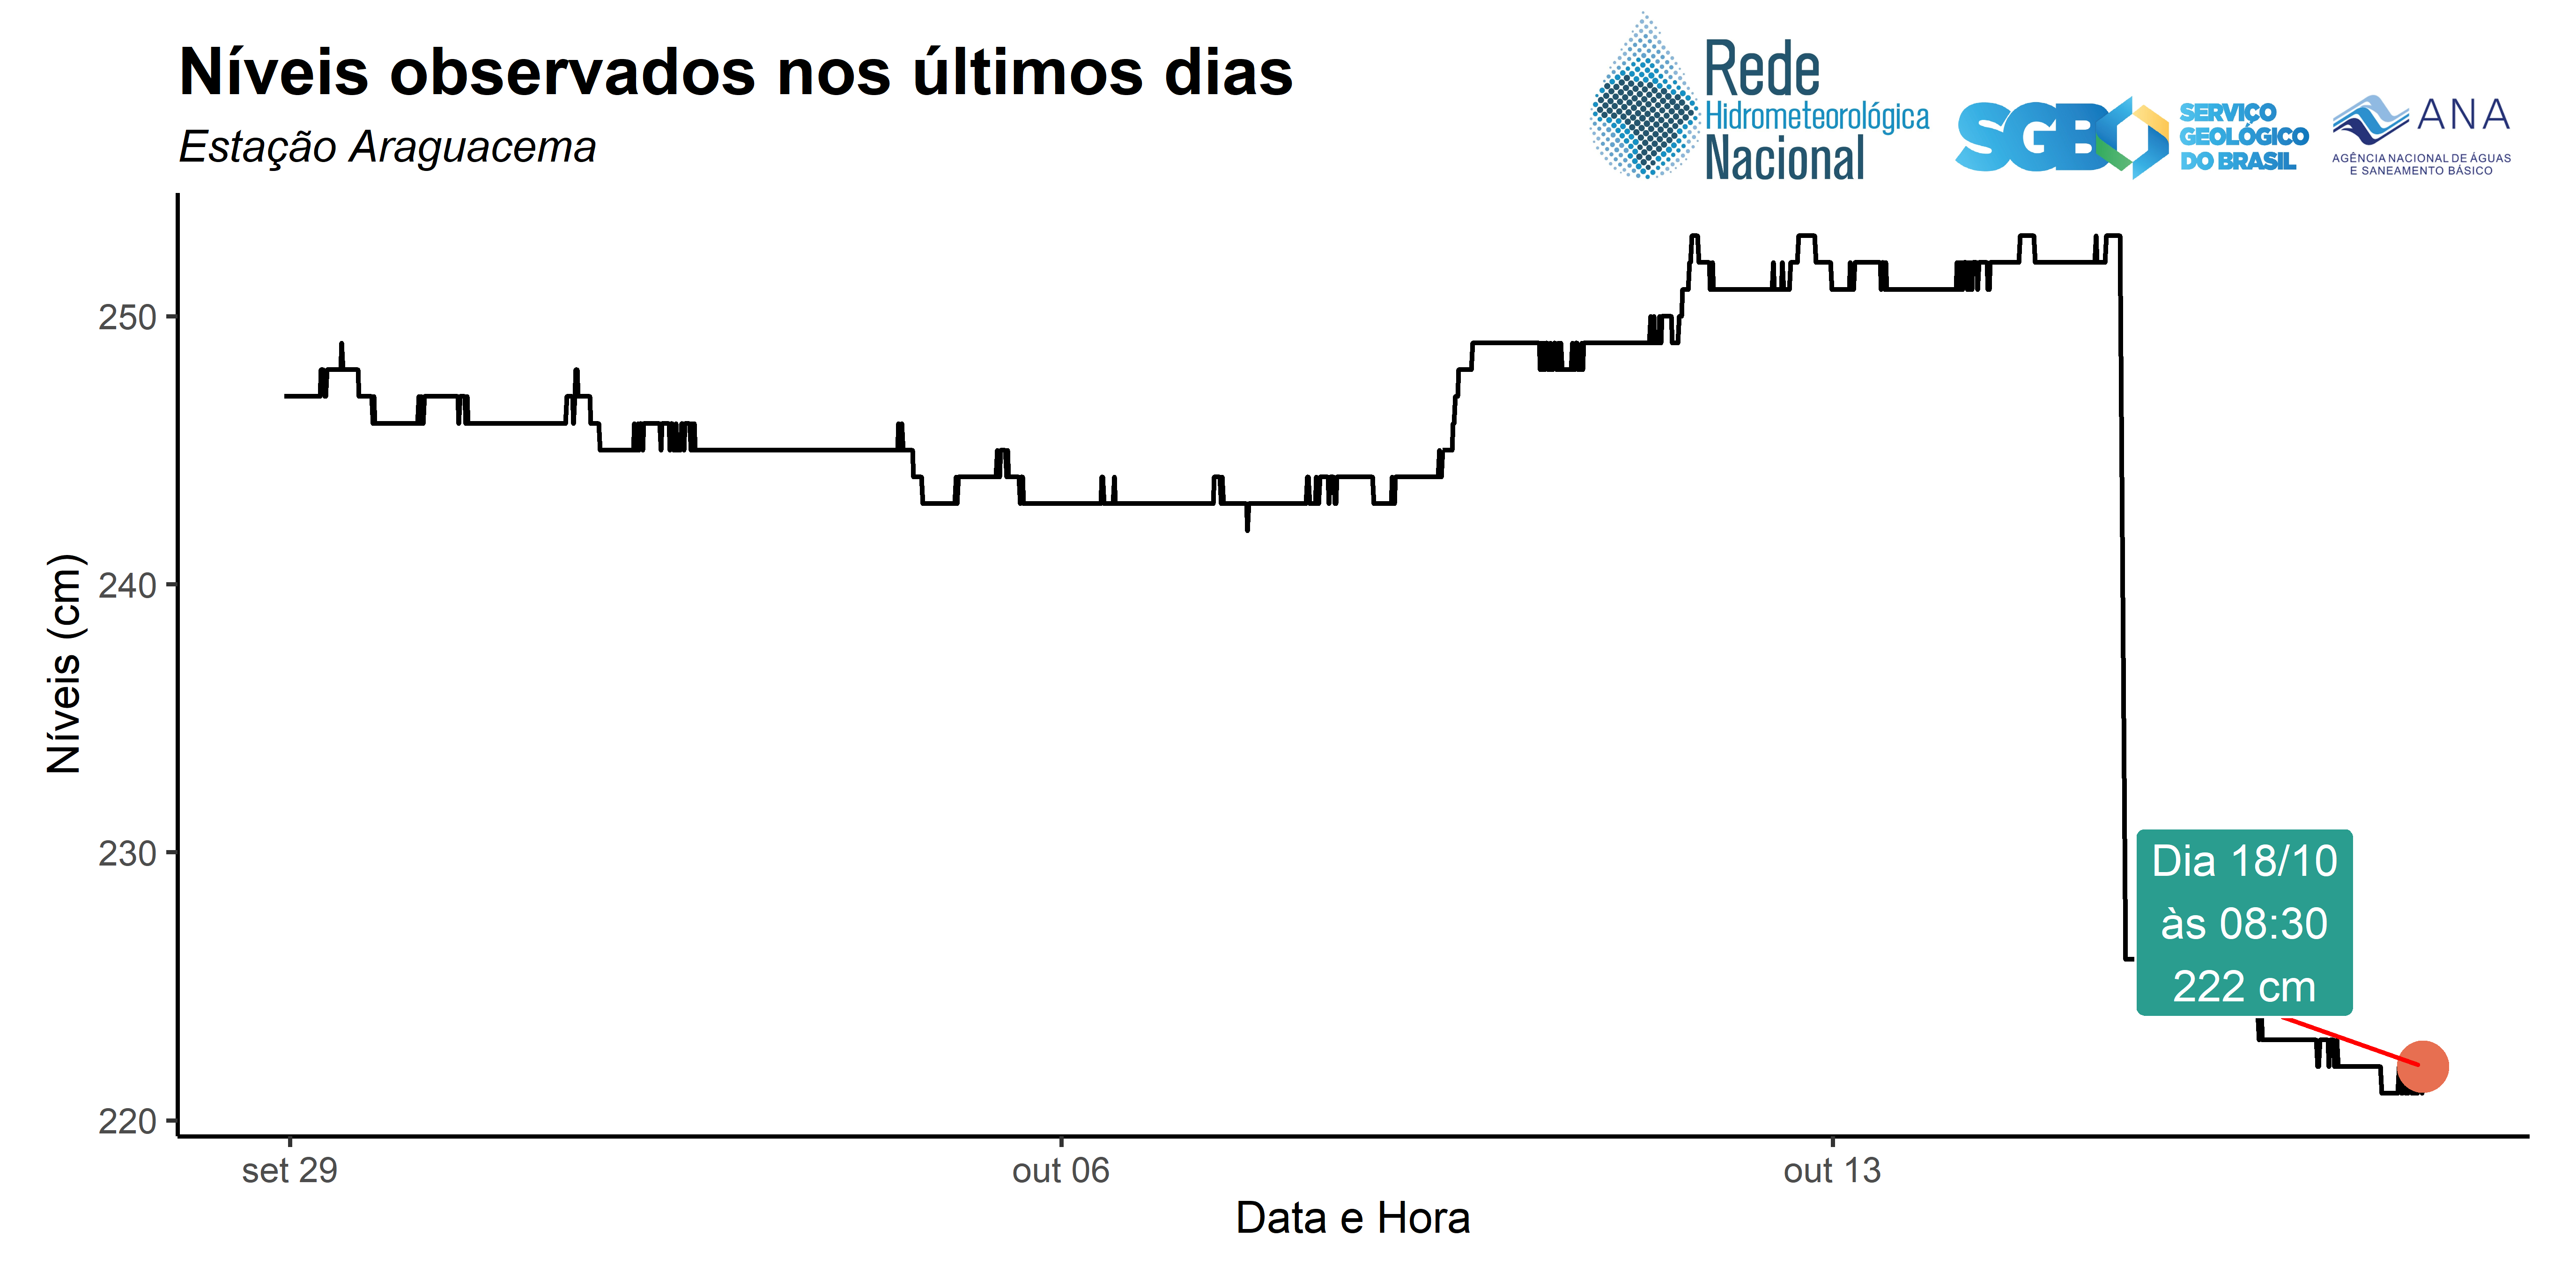 Níveis observados nos últimos dias
Estação Araguacema
Rede
Hidrometeorológica
Nacional
SGB
SERVIÇO
GEOLÓGICO
DO BRASIL
ANA
AGÊNCIA NACIONAL DE ÁGUAS
E SANEAMENTO BÁSICO
Níveis (cm)
250
240
230
220
Dia 18/10
às 08:30
222 cm
set 29
out 06
out 13
Data e Hora